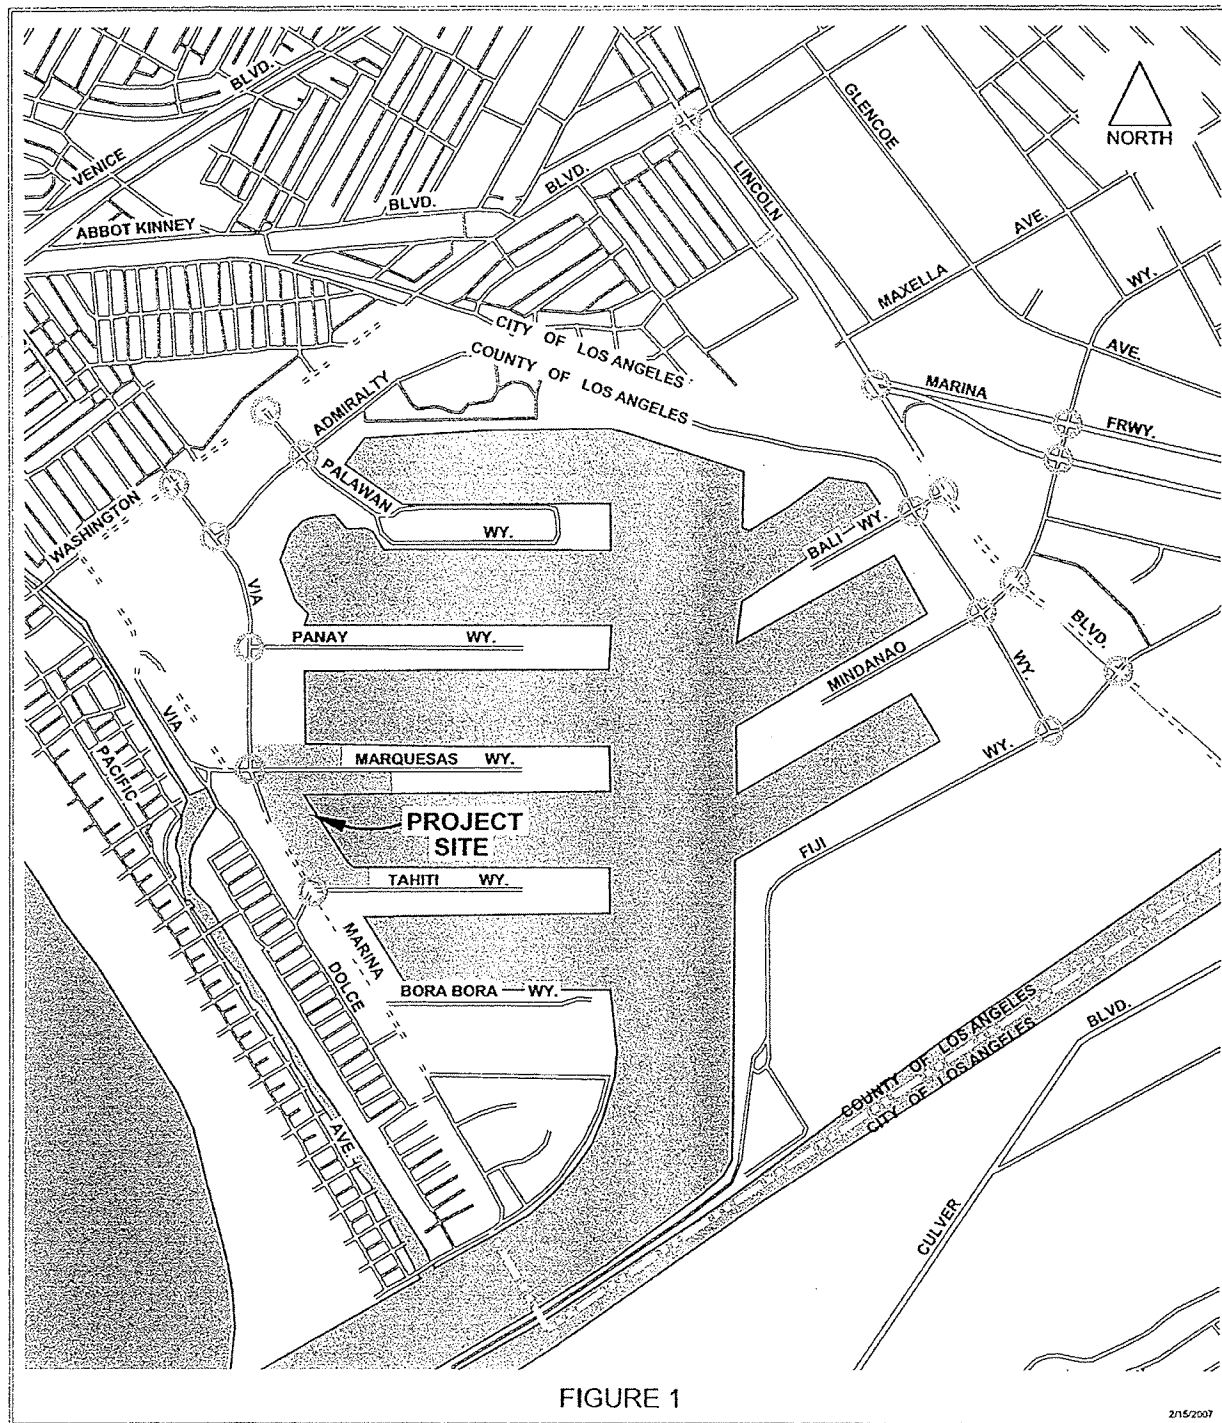 BLVD.
GLENCOE
NORTH
VENICE
BLVD.
LINCOLN
BLVD.
ABBOT KINNEY
AVE.
MAXELLA
WY.
CITY OF LOS ANGELES
COUNTY OF LOS ANGELES
AVE.
MARINA
FRWY.
ADMIRALTY
PALAWAN
WY.
WASHINGTON
BALI WY.
VIA
PANAY WY.
BLVD.
MINDANAO
WY.
VIA
PACIFIC
MARQUESAS WY.
WY.
PROJECT
SITE
FIJI
TAHITI WY.
MARINA
DOLCE
BORA BORA WY.
COUNTY OF LOS ANGELES
CITY OF LOS ANGELES
BLVD.
AVE.
CULVER
FIGURE 1
2/15/2007